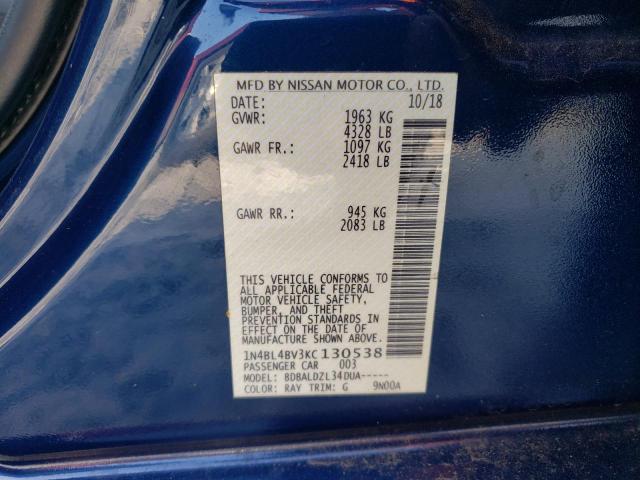 MFD BY NISSAN MOTOR CO., LTD.
DATE: 10/18
GVWR: 1963 KG
4328 LB
GAWR FR.: 1097 KG
2418 LB
GAWR RR.: 945 KG
2083 LB
THIS VEHICLE CONFORMS TO
ALL APPLICABLE FEDERAL
MOTOR VEHICLE SAFETY,
BUMPER, AND THEFT
PREVENTION STANDARDS IN
EFFECT ON THE DATE OF
MANUFACTURE SHOWN ABOVE.
1N4BL4BV3KC130538
PASSENGER CAR 003
MODEL: BDBALDZL34DUA-----
COLOR: RAY TRIM: G 9N00A